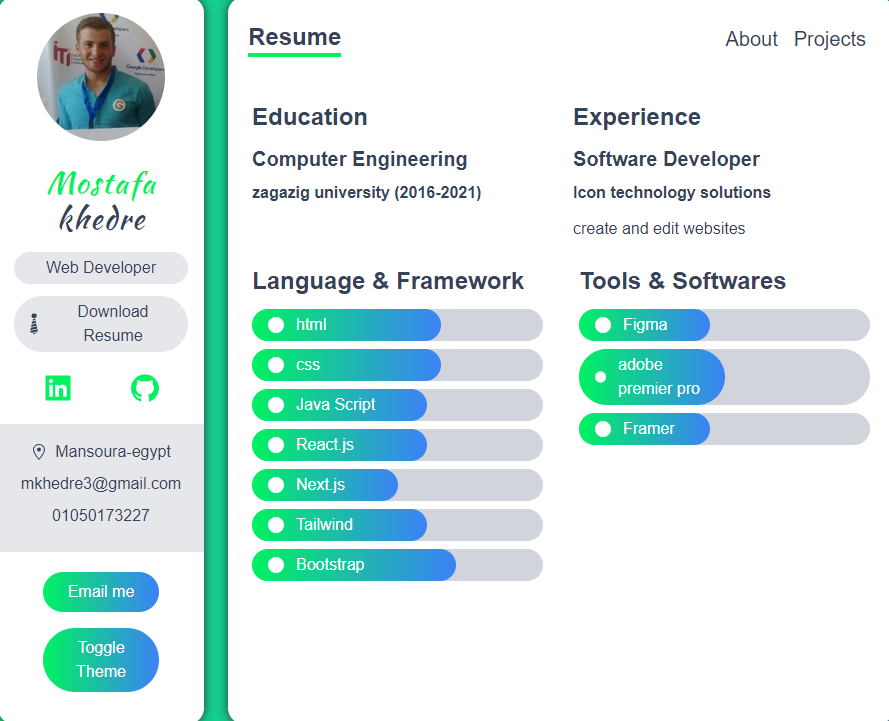 Mostafa
khedre
Web Developer
Download
Resume
Mansoura-egypt
mkhedre3@gmail.com
01050173227
Email me
Toggle
Theme
Resume
About Projects
Education
Computer Engineering
zagazig university (2016-2021)
Experience
Software Developer
Icon technology solutions
create and edit websites
Language & Framework
html
css
Java Script
React.js
Next.js
Tailwind
Bootstrap
Tools & Softwares
Figma
adobe
premier pro
Framer